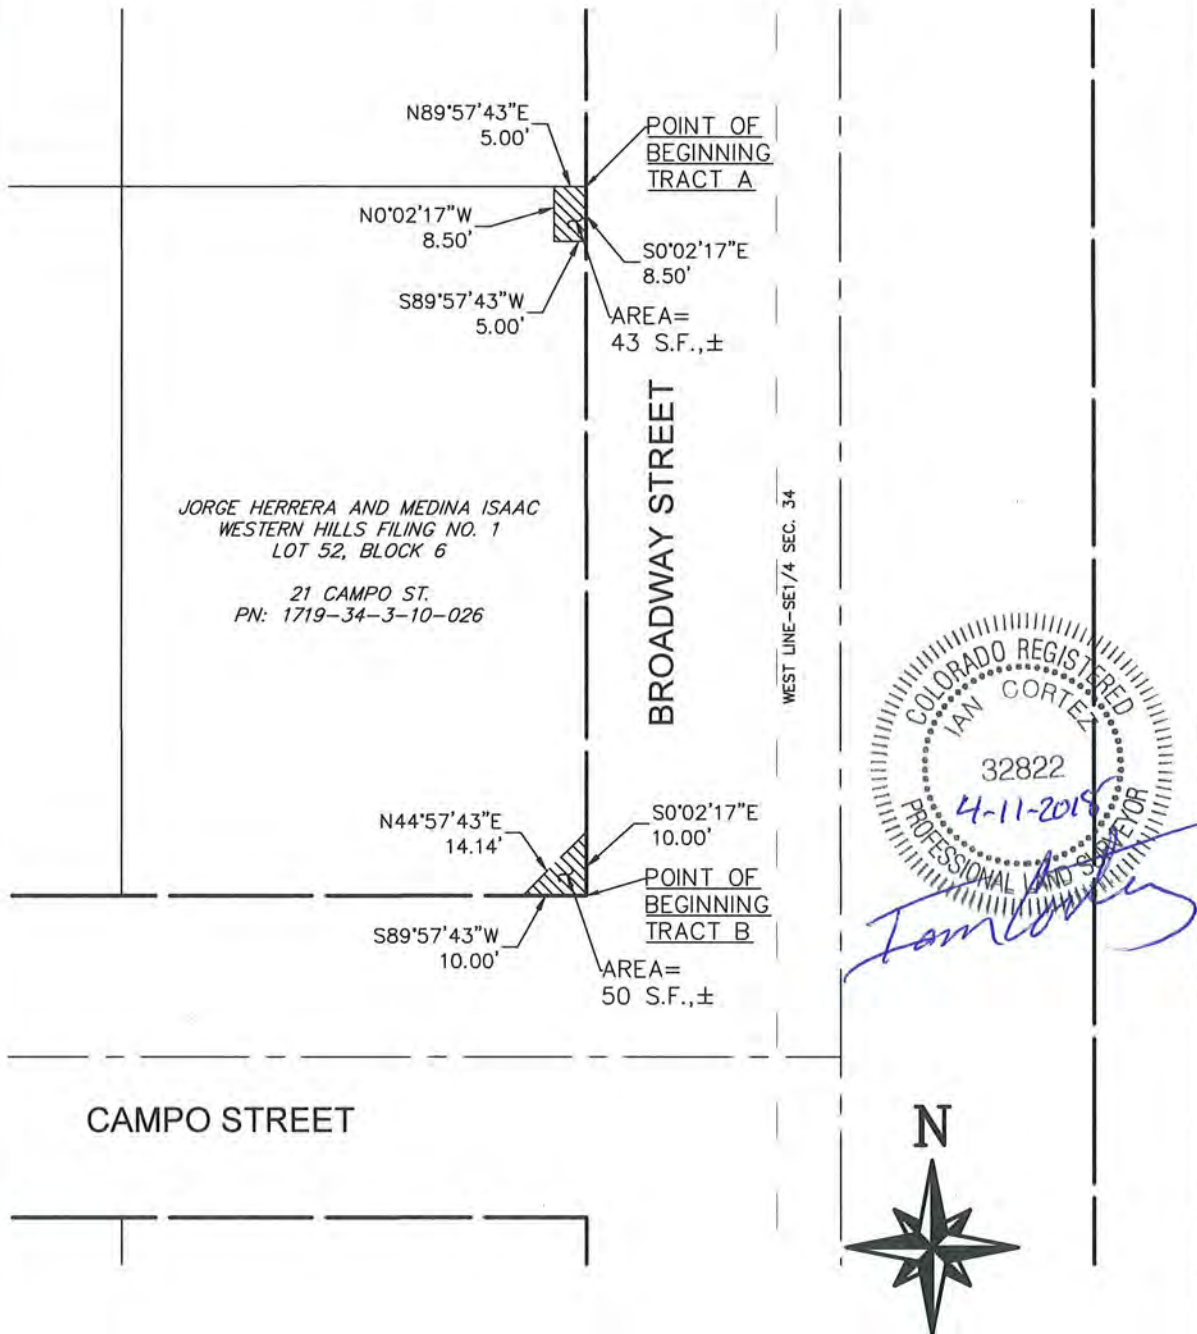 N89°57'43"E
5.00'
POINT OF
BEGINNING
TRACT A
N0°02'17"W
8.50'
S0°02'17"E
8.50'
S89°57'43"W
5.00'
AREA=
43 S.F.,±
JORGE HERRERA AND MEDINA ISAAC
WESTERN HILLS FILING NO. 1
LOT 52, BLOCK 6
21 CAMPO ST.
PN: 1719-34-3-10-026
BROADWAY STREET
WEST LINE-SE1/4 SEC. 34
COLORADO REGISTERED
IAN CORTEZ
32822
4-11-2018
PROFESSIONAL LAND SURVEYOR
Ian Cortez
N44°57'43"E
14.14'
S0°02'17"E
10.00'
POINT OF
BEGINNING
TRACT B
S89°57'43"W
10.00'
AREA=
50 S.F.,±
CAMPO STREET
N